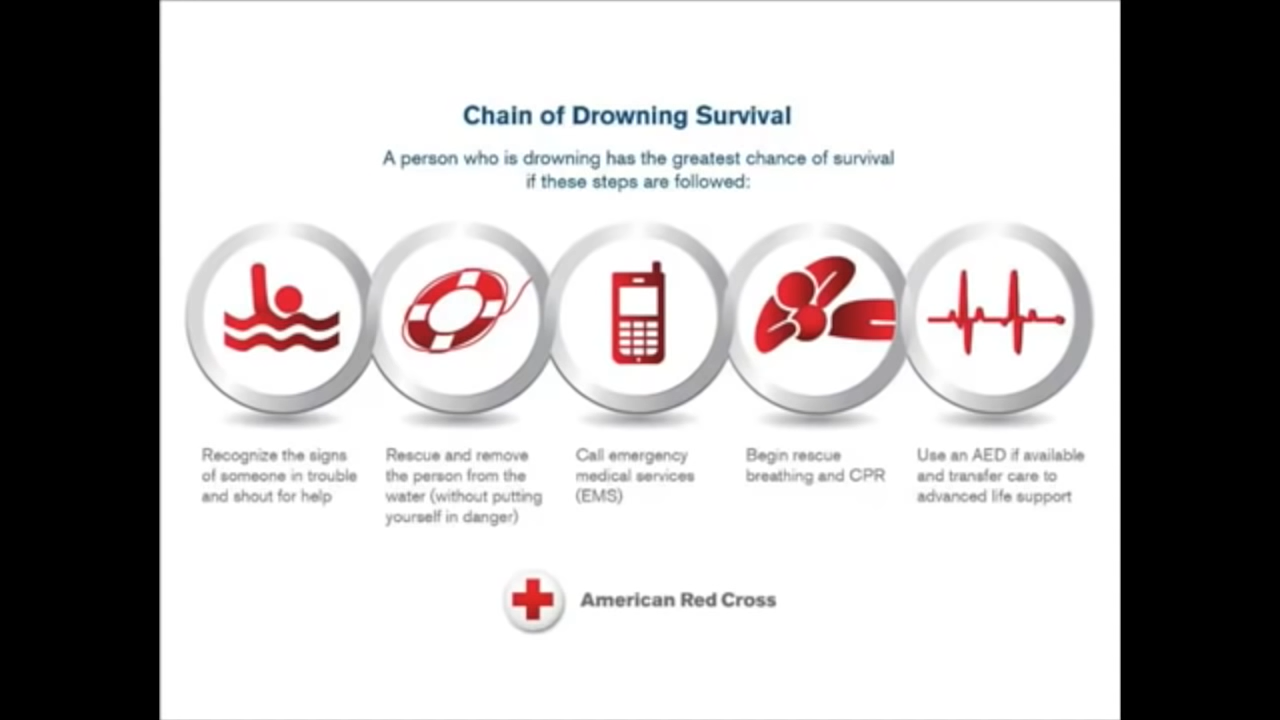 Chain of Drowning Survival
A person who is drowning has the greatest chance of survival
if these steps are followed:
Recognize the signs
of someone in trouble
and shout for help
Rescue and remove
the person from the
water (without putting
yourself in danger)
Call emergency
medical services
(EMS)
Begin rescue
breathing and CPR
Use an AED if available
and transfer care to
advanced life support
American Red Cross